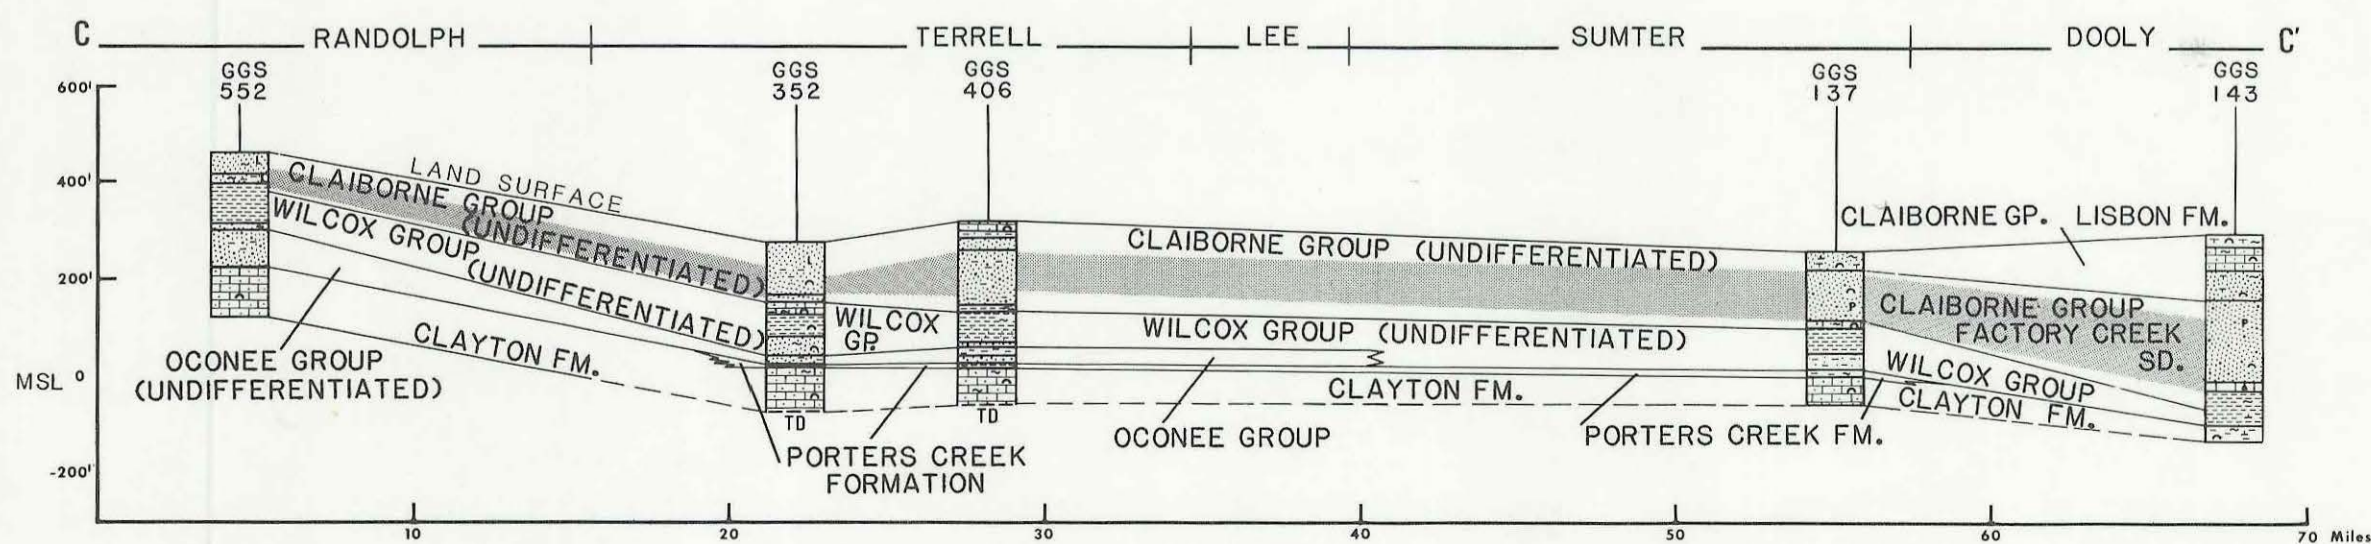 C RANDOLPH TERRELL LEE SUMTER DOOLY C'
GGS
552
GGS
352
GGS
406
GGS
137
GGS
143
600'
400'
200'
MSL 0
-200'
LAND SURFACE
CLAIBORNE GROUP
(UNDIFFERENTIATED)
WILCOX GROUP
(UNDIFFERENTIATED)
OCONEE GROUP
(UNDIFFERENTIATED)
CLAYTON FM.
TD
WILCOX
GP.
TD
PORTERS CREEK
FORMATION
CLAIBORNE GROUP (UNDIFFERENTIATED)
WILCOX GROUP (UNDIFFERENTIATED)
CLAYTON FM.
OCONEE GROUP
PORTERS CREEK FM.
CLAIBORNE GP. LISBON FM.
CLAIBORNE GROUP
FACTORY CREEK
SD.
WILCOX GROUP
CLAYTON FM.
L
L
P
P
10 20 30 40 50 60 70 Miles